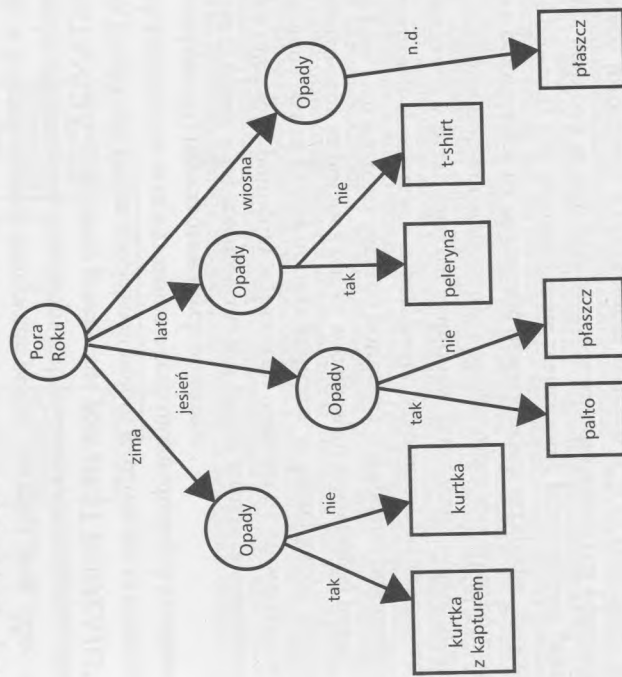 Pora
Roku
zima
jesień
lato
wiosna
Opady
Opady
Opady
Opady
tak
nie
tak
nie
tak
nie
n.d.
kurtka
z kapturem
kurtka
palto
płaszcz
peleryna
t-shirt
płaszcz